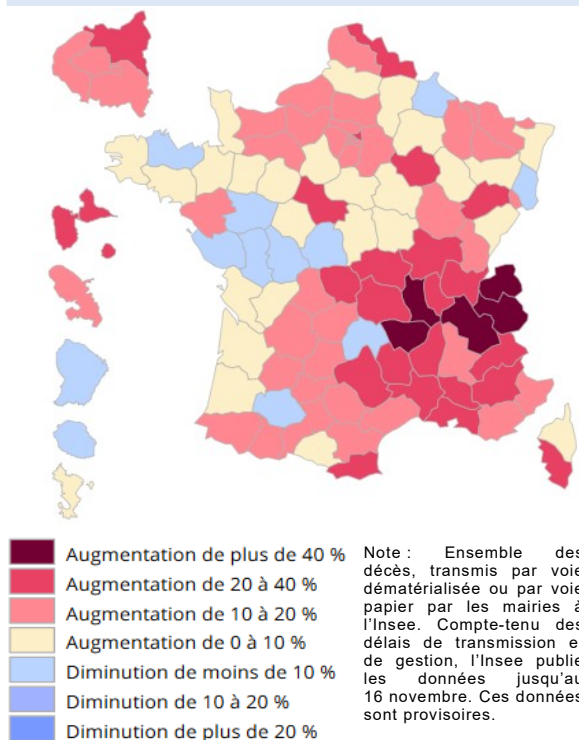 Augmentation de plus de 40 %
Augmentation de 20 à 40 %
Augmentation de 10 à 20 %
Augmentation de 0 à 10 %
Diminution de moins de 10 %
Diminution de 10 à 20 %
Diminution de plus de 20 %
Note : Ensemble des
décès, transmis par voie
dématérialisée ou par voie
papier par les mairies à
l'Insee. Compte-tenu des
délais de transmission e
de gestion, l'Insee publie
les données jusqu'au
16 novembre. Ces données
sont provisoires.